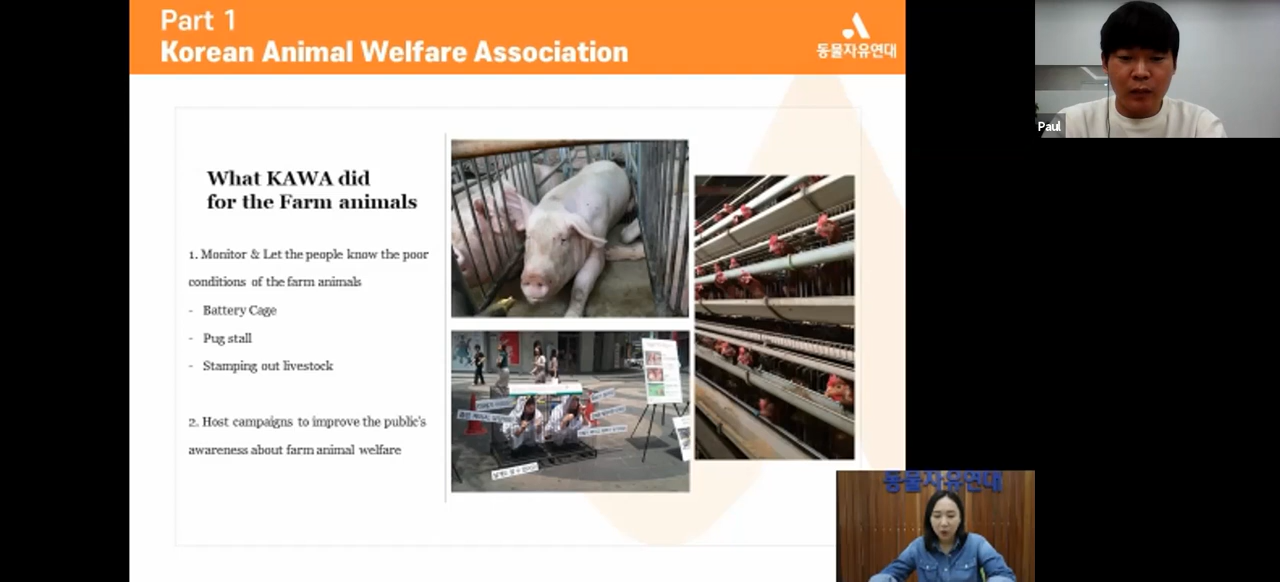 Part 1
Korean Animal Welfare Association
동물자유연대
Paul
What KAWA did
for the Farm animals
1. Monitor & Let the people know the poor
conditions of the farm animals
- Battery Cage
- Pug stall
- Stamping out livestock
2. Host campaigns to improve the public's
awareness about farm animal welfare
동물자유연대